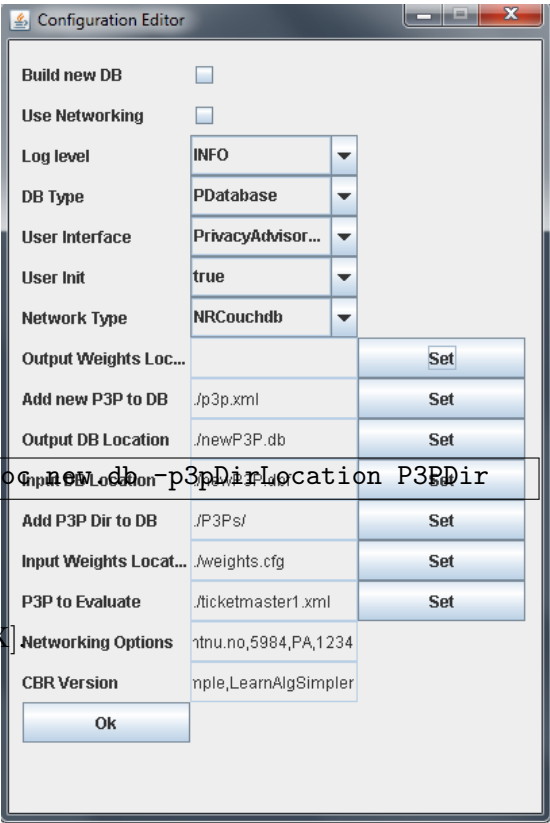 Configuration Editor
Build new DB
Use Networking
Log level INFO
DB Type PDatabase
User Interface PrivacyAdvisor...
User Init true
Network Type NRCouchdb
Output Weights Loc... Set
Add new P3P to DB ./p3p.xml Set
Output DB Location ./newP3P.db Set
oc new.db -p3pDirLocation P3PDir
Input DB Location
Add P3P Dir to DB ./P3Ps/ Set
Input Weights Locat... ./weights.cfg Set
P3P to Evaluate ./ticketmaster1.xml Set
].
Networking Options ntnu.no,5984,PA,1234
CBR Version mple,LearnAlgSimpler
Ok